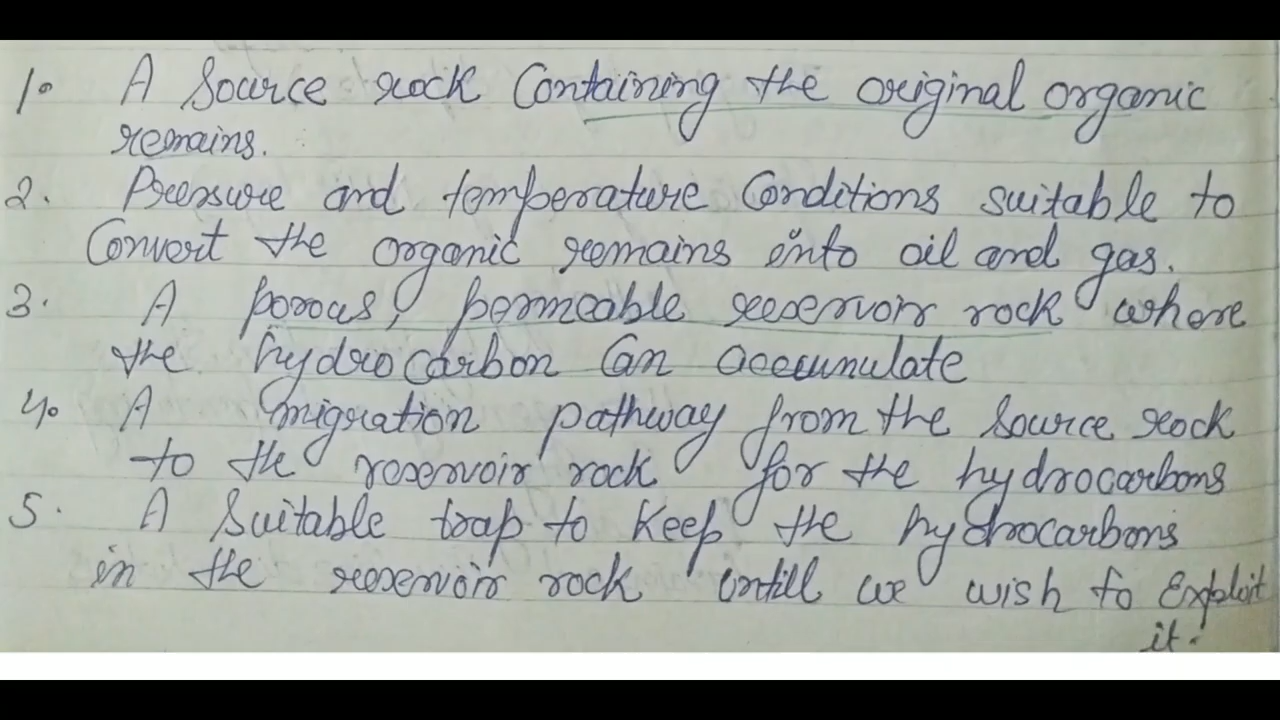 1. A Source rock Containing the original organic
remains.
2. Pressure and temperature Conditions suitable to
Convert the organic remains into oil and gas.
3. A porous, permeable reservoir rock where
the hydrocarbon Can accumulate
4. A migration pathway from the source rock
to the reservoir rock for the hydrocarbons
5. A Suitable trap to Keep the hydrocarbons
in the reservoir rock untill we wish to Exploit
it.